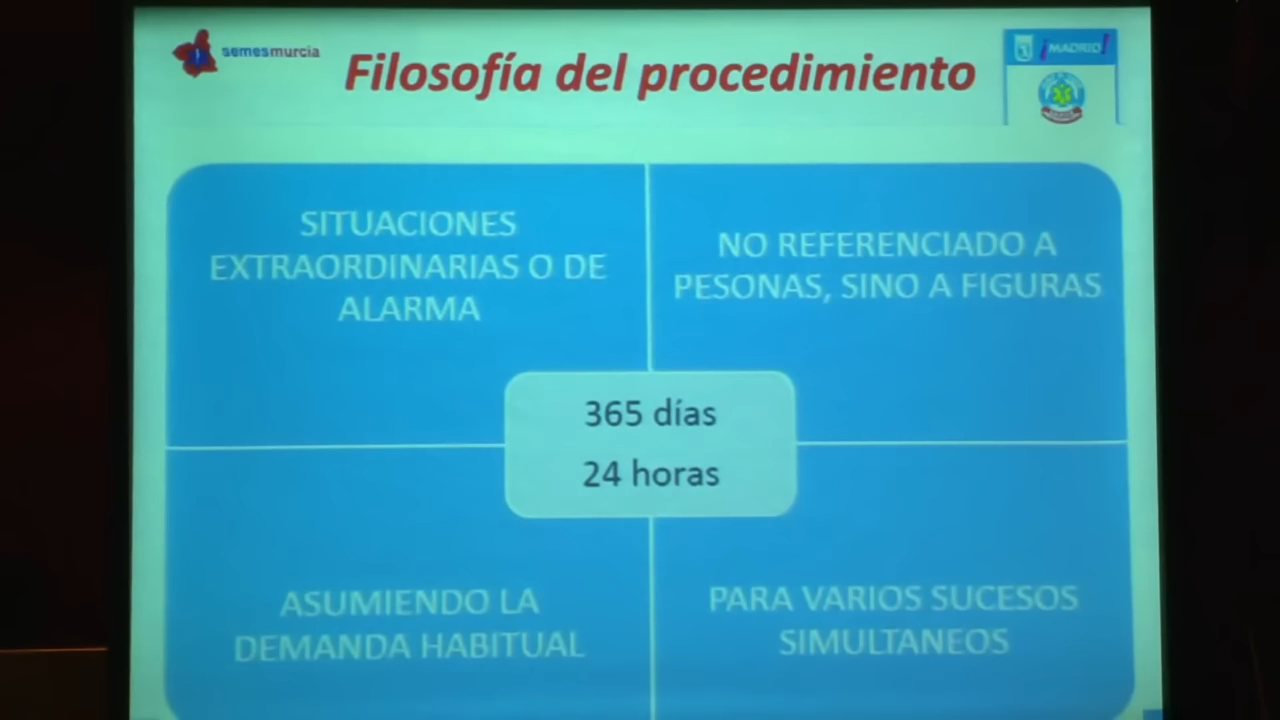 semesmurcia
Filosofía del procedimiento
¡MADRID!
SITUACIONES
EXTRAORDINARIAS O DE
ALARMA
NO REFERENCIADO A
PESONAS, SINO A FIGURAS
365 días
24 horas
ASUMIENDO LA
DEMANDA HABITUAL
PARA VARIOS SUCESOS
SIMULTANEOS